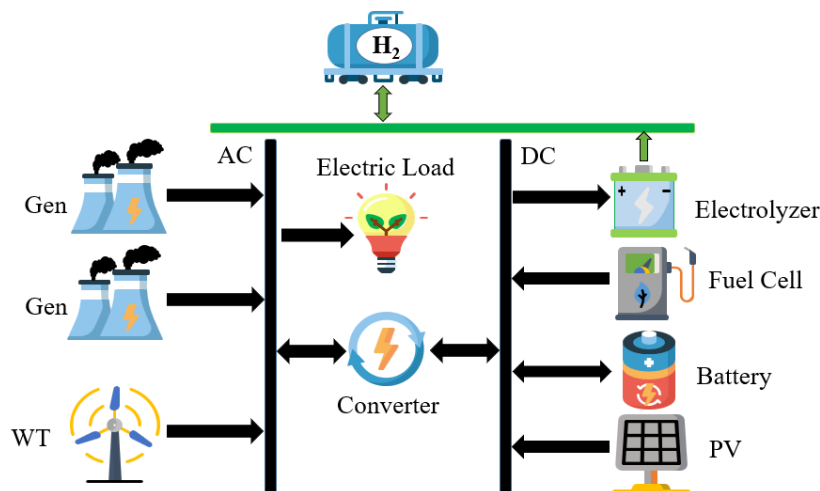 H₂
AC
DC
Electric Load
Gen
Electrolyzer
Gen
Fuel Cell
Converter
Battery
WT
PV